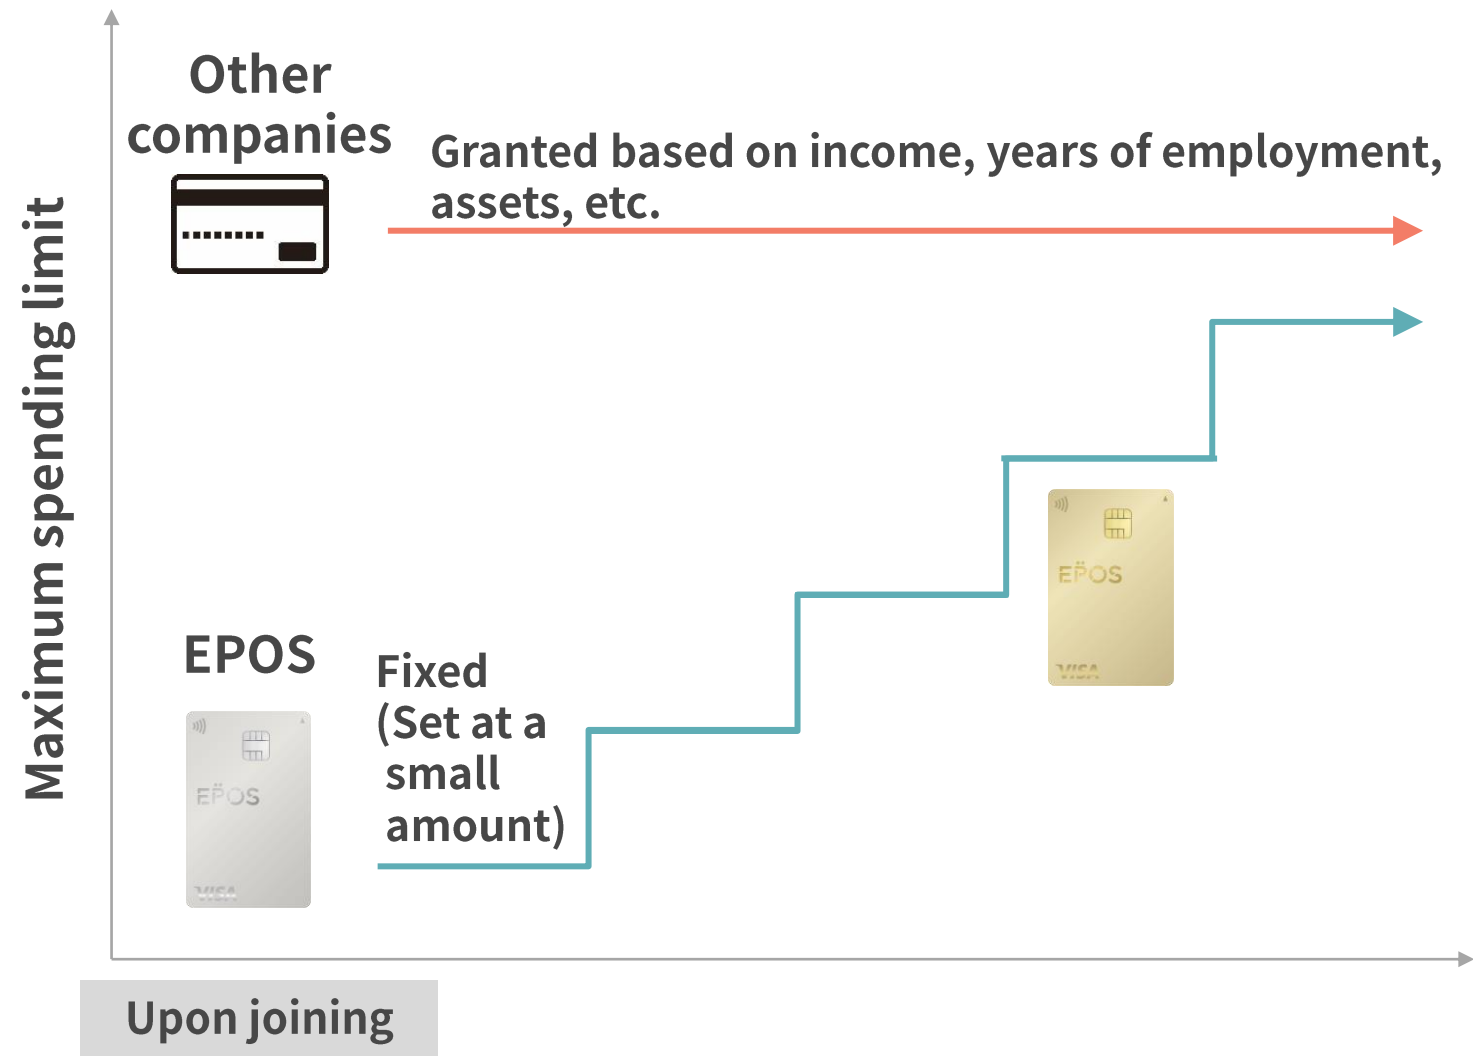 Other
companies
Granted based on income, years of employment,
assets, etc.
Maximum spending limit
EPOS
Fixed
(Set at a
small
amount)
EPOS
VISA
EPOS
VISA
Upon joining